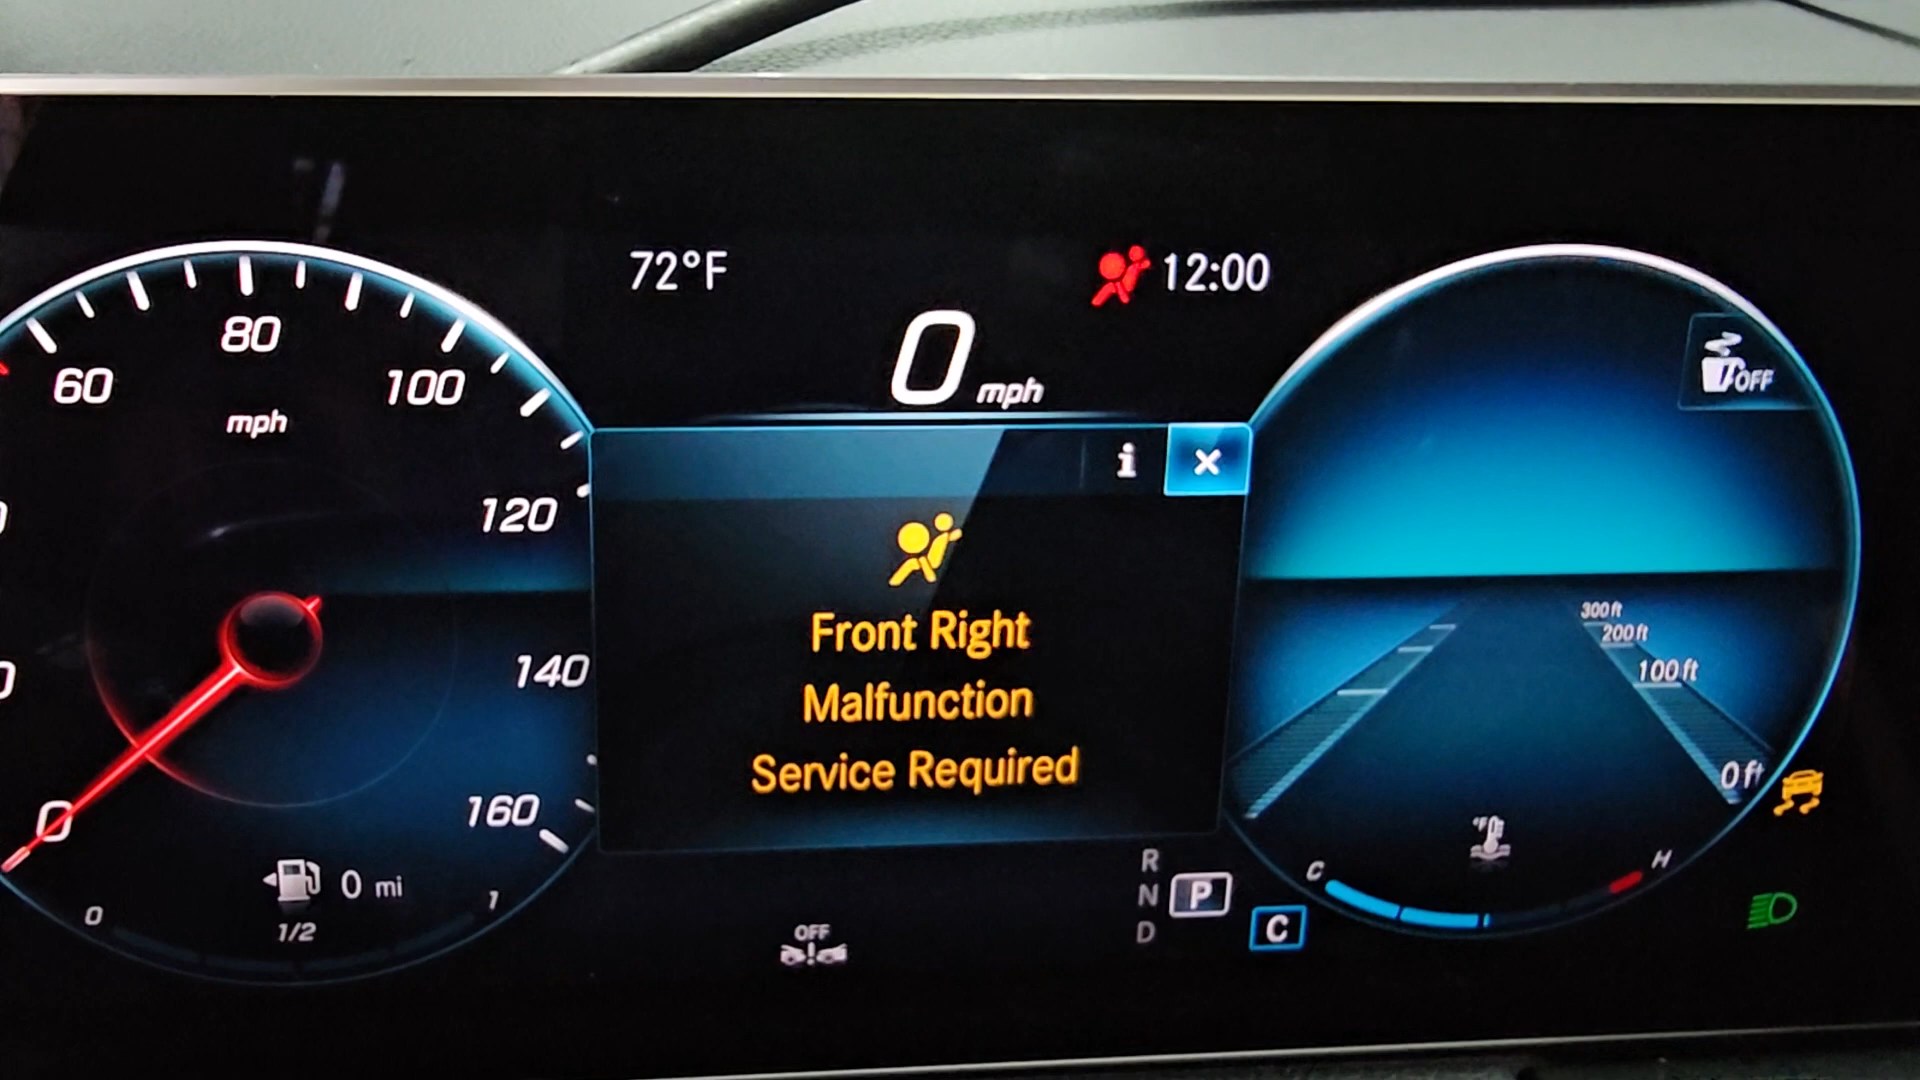 72°F
12:00
0 mph
60
80
100
mph
120
140
160
0
0 mi
0
1/2
1
i
×
Front Right
Malfunction
Service Required
OFF
300 ft
200 ft
100 ft
0 ft
°F
C
H
R
N
P
D
C
OFF